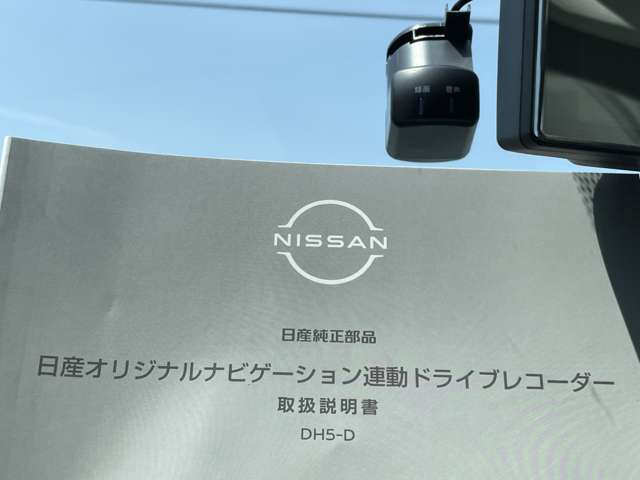 録画
NISSAN
日産純正部品
日産オリジナルナビゲーション連動ドライブレコーダー
取扱説明書
DH5-D